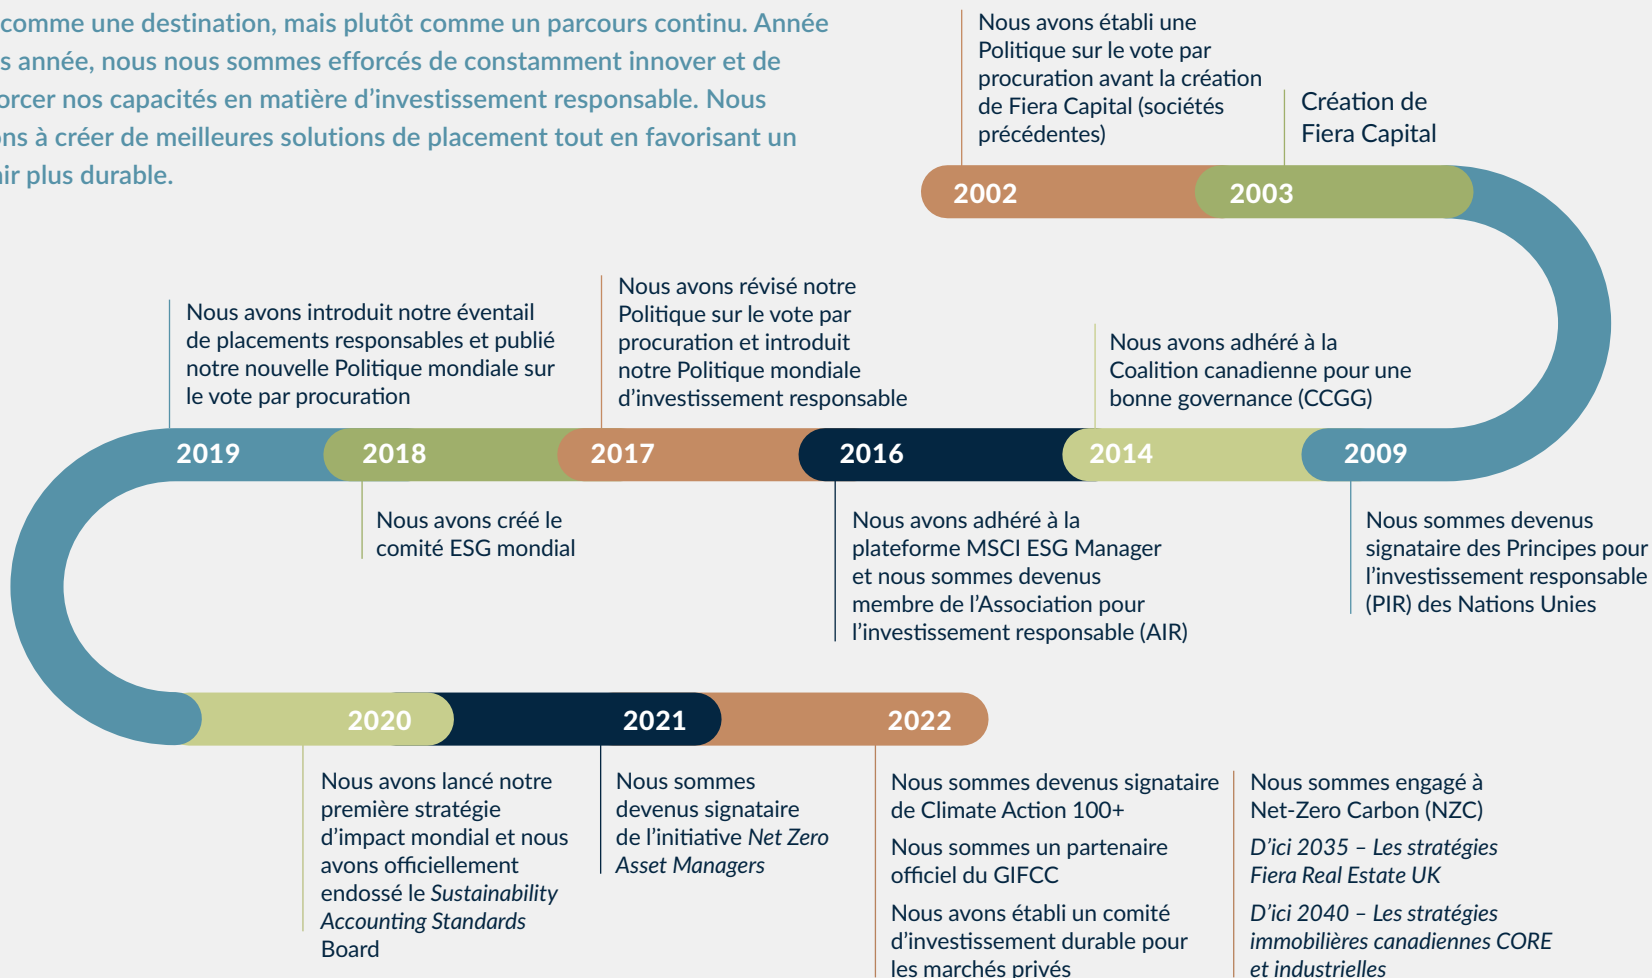 comme une destination, mais plutôt comme un parcours continu. Année
année, nous nous sommes efforcés de constamment innover et de
nos capacités en matière d’investissement responsable. Nous
à créer de meilleures solutions de placement tout en favorisant un
plus durable.
Nous avons établi une
Politique sur le vote par
procuration avant la création
de Fiera Capital (sociétés
précédentes)
Création de
Fiera Capital
2002
2003
Nous avons introduit notre éventail
de placements responsables et publié
notre nouvelle Politique mondiale sur
le vote par procuration
Nous avons révisé notre
Politique sur le vote par
procuration et introduit
notre Politique mondiale
d’investissement responsable
Nous avons adhéré à la
Coalition canadienne pour une
bonne governance (CCGG)
2019
2018
2017
2016
2014
2009
Nous avons créé le
comité ESG mondial
Nous avons adhéré à la
plateforme MSCI ESG Manager
et nous sommes devenus
membre de l’Association pour
l’investissement responsable (AIR)
Nous sommes devenus
signataire des Principes pour
l’investissement responsable
(PIR) des Nations Unies
2020
2021
2022
Nous avons lancé notre
première stratégie
d’impact mondial et nous
avons officiellement
endossé le Sustainability
Accounting Standards
Board
Nous sommes
devenus signataire
de l’initiative Net Zero
Asset Managers
Nous sommes devenus signataire
de Climate Action 100+
Nous sommes un partenaire
officiel du GIFCC
Nous avons établi un comité
d’investissement durable pour
les marchés privés
Nous sommes engagé à
Net-Zero Carbon (NZC)
D’ici 2035 – Les stratégies
Fiera Real Estate UK
D’ici 2040 – Les stratégies
immobilières canadiennes CORE
et industrielles